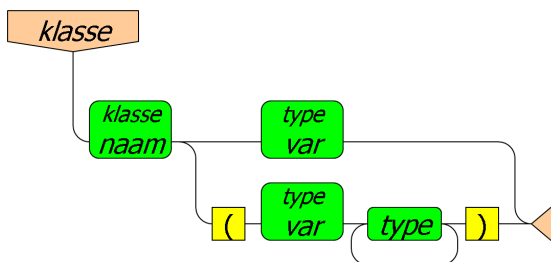 klasse
klasse type
naam var
type
( var type )